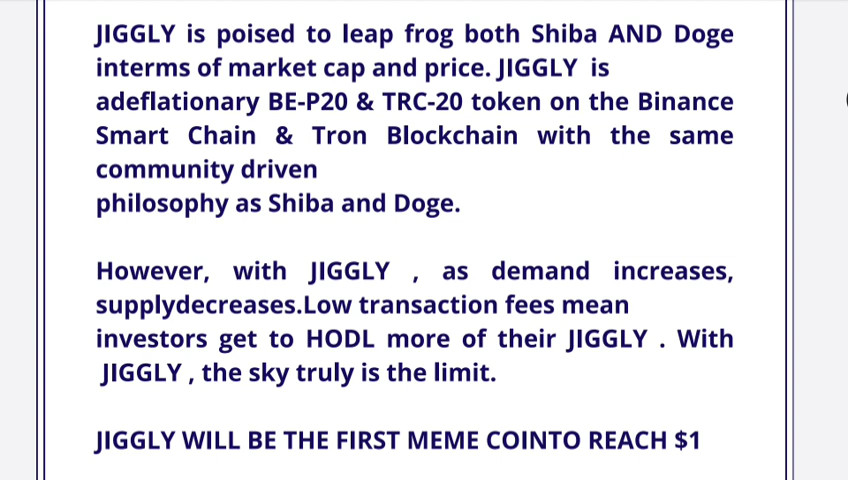 JIGGLY is poised to leap frog both Shiba AND Doge
interms of market cap and price. JIGGLY is
adeflationary BE-P20 & TRC-20 token on the Binance
Smart Chain & Tron Blockchain with the same
community driven
philosophy as Shiba and Doge.
However, with JIGGLY , as demand increases,
supplydecreases.Low transaction fees mean
investors get to HODL more of their JIGGLY . With
JIGGLY , the sky truly is the limit.
JIGGLY WILL BE THE FIRST MEME COINTO REACH $1